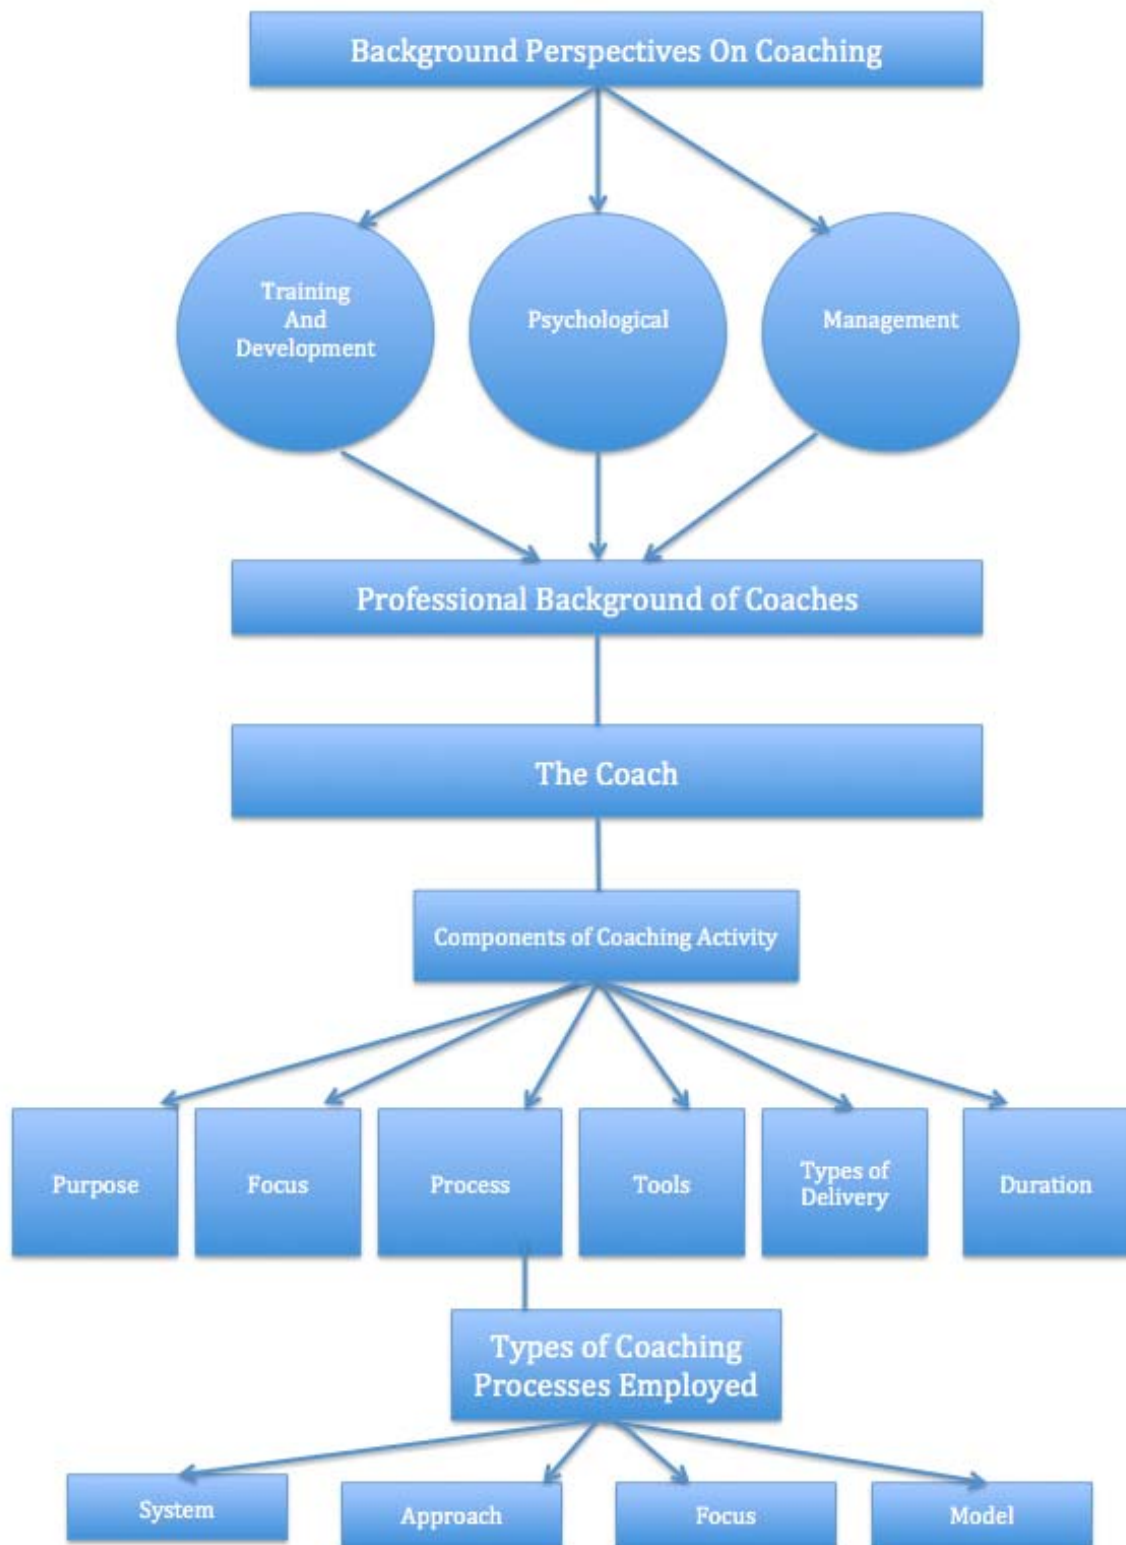 Background Perspectives On Coaching
Training
And
Development
Psychological
Management
Professional Background of Coaches
The Coach
Components of Coaching Activity
Purpose
Focus
Process
Tools
Types of
Delivery
Duration
Types of Coaching
Processes Employed
System
Approach
Focus
Model